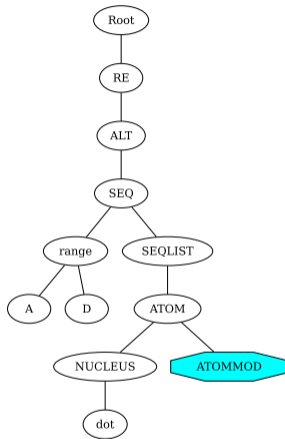 Root
RE
ALT
SEQ
range SEQLIST
A D ATOM
NUCLEUS ATOMMOD
dot